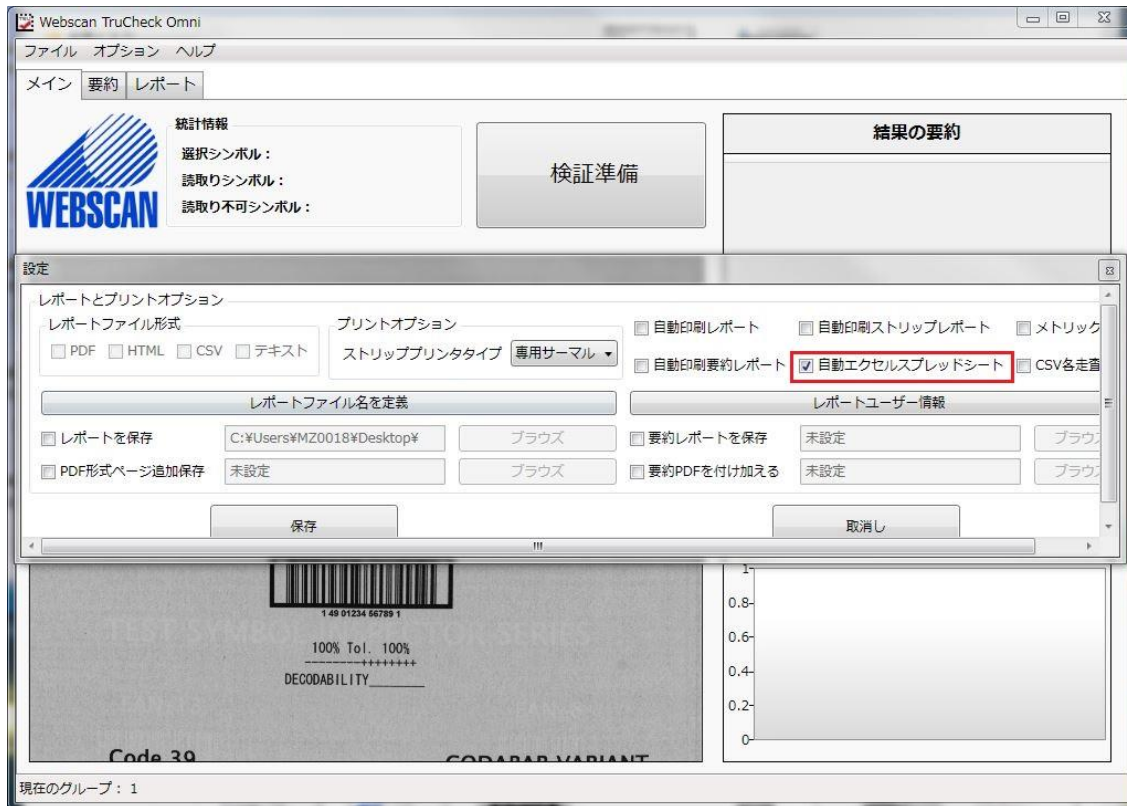 Webscan TruCheck Omni
ファイル オプション ヘルプ
メイン 要約 レポート
統計情報
選択シンボル：
読取りシンボル：
読取り不可シンボル：
WEBSCAN
検証準備
結果の要約
設定
レポートとプリントオプション
レポートファイル形式
PDF HTML CSV テキスト
プリントオプション
ストリッププリンタタイプ 専用サーマル
自動印刷レポート 自動印刷ストリップレポート メトリック
自動印刷要約レポート 自動エクセルスプレッドシート CSV各走査
レポートファイル名を定義 レポートユーザー情報
レポートを保存 C:¥Users¥MZ0018¥Desktop¥ ブラウズ 要約レポートを保存 未設定 ブラウズ
PDF形式ページ追加保存 未設定 ブラウズ 要約PDFを付け加える 未設定 ブラウズ
保存 取消し
1 49 01234 56789 1
100% Tol. 100%
--------++++++++
DECODABILITY______
Code 39 CODABAR VARIANT
1
0.8
0.6
0.4
0.2
0
現在のグループ： 1